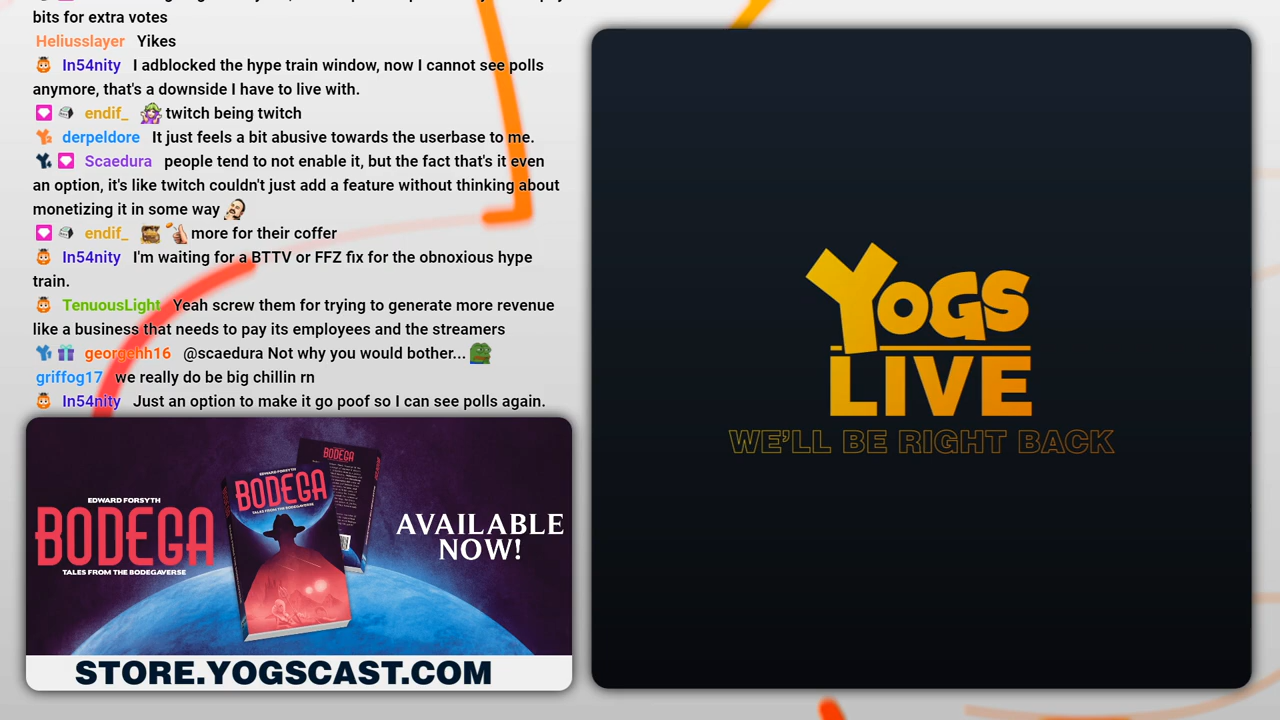 bits for extra votes
Heliusslayer Yikes
In54nity I adblocked the hype train window, now I cannot see polls
anymore, that's a downside I have to live with.
endif_ twitch being twitch
derpeldore It just feels a bit abusive towards the userbase to me.
Scaedura people tend to not enable it, but the fact that's it even
an option, it's like twitch couldn't just add a feature without thinking about
monetizing it in some way
endif_ more for their coffer
In54nity I'm waiting for a BTTV or FFZ fix for the obnoxious hype
train.
TenuousLight Yeah screw them for trying to generate more revenue
like a business that needs to pay its employees and the streamers
georgehh16 @scaedura Not why you would bother...
griffog17 we really do be big chillin rn
In54nity Just an option to make it go poof so I can see polls again.
EDWARD FORSYTH
BODEGA
TALES FROM THE BODEGAVERSE
EDWARD FORSYTH
BODEGA
TALES FROM THE BODEGAVERSE
BODEGA
AVAILABLE
NOW!
STORE.YOGSCAST.COM
YOGS
LIVE
WE'LL BE RIGHT BACK